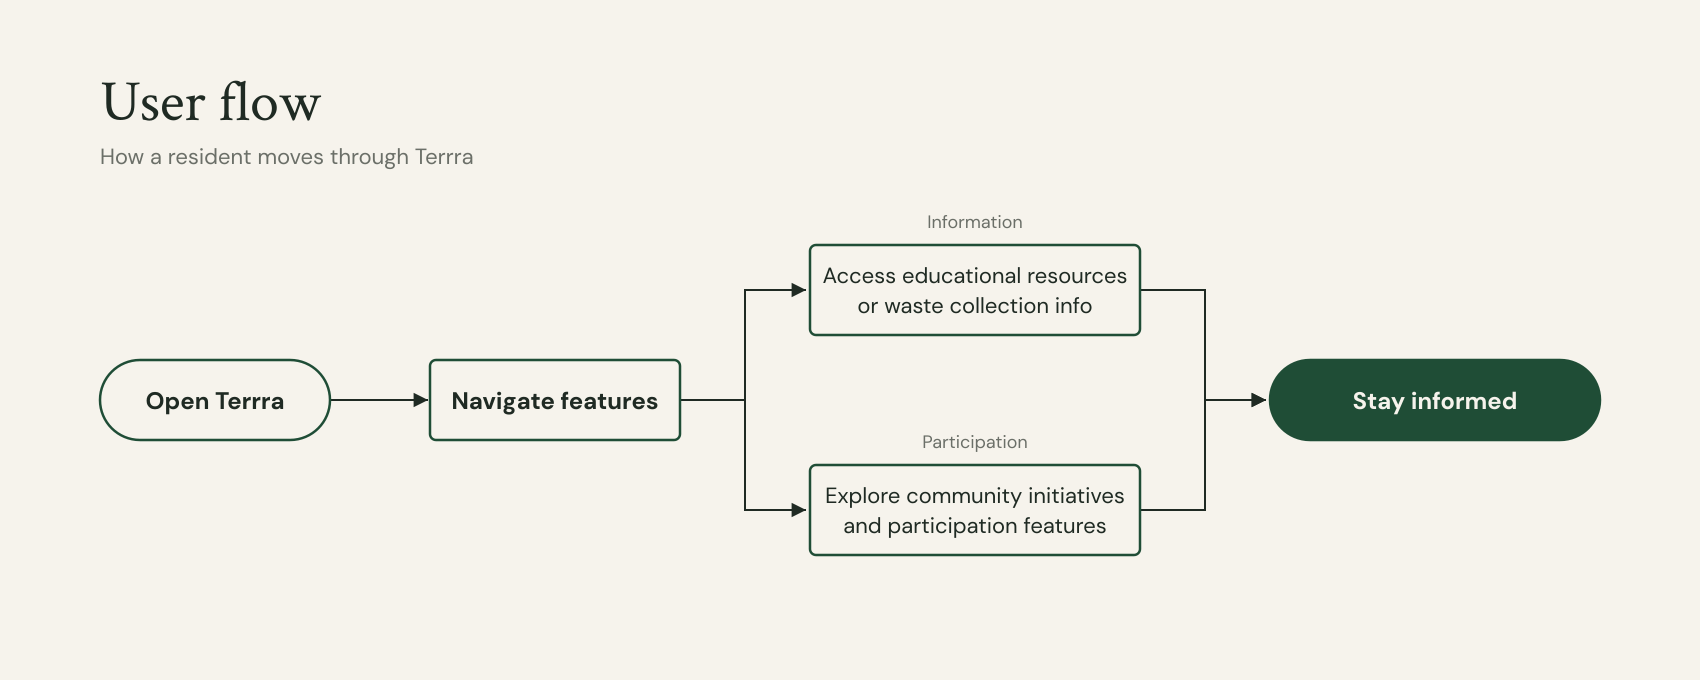 User flow
How a resident moves through Terrra
Information
Access educational resources
or waste collection info
Open Terrra
Navigate features
Stay informed
Participation
Explore community initiatives
and participation features